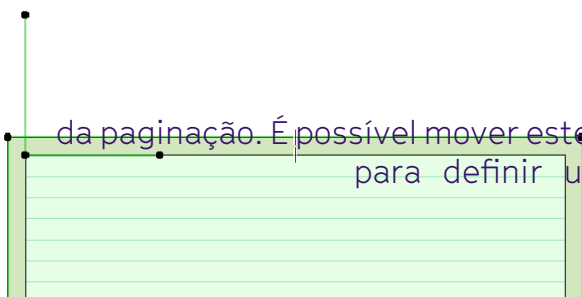 da paginação. É possível mover este
para definir u